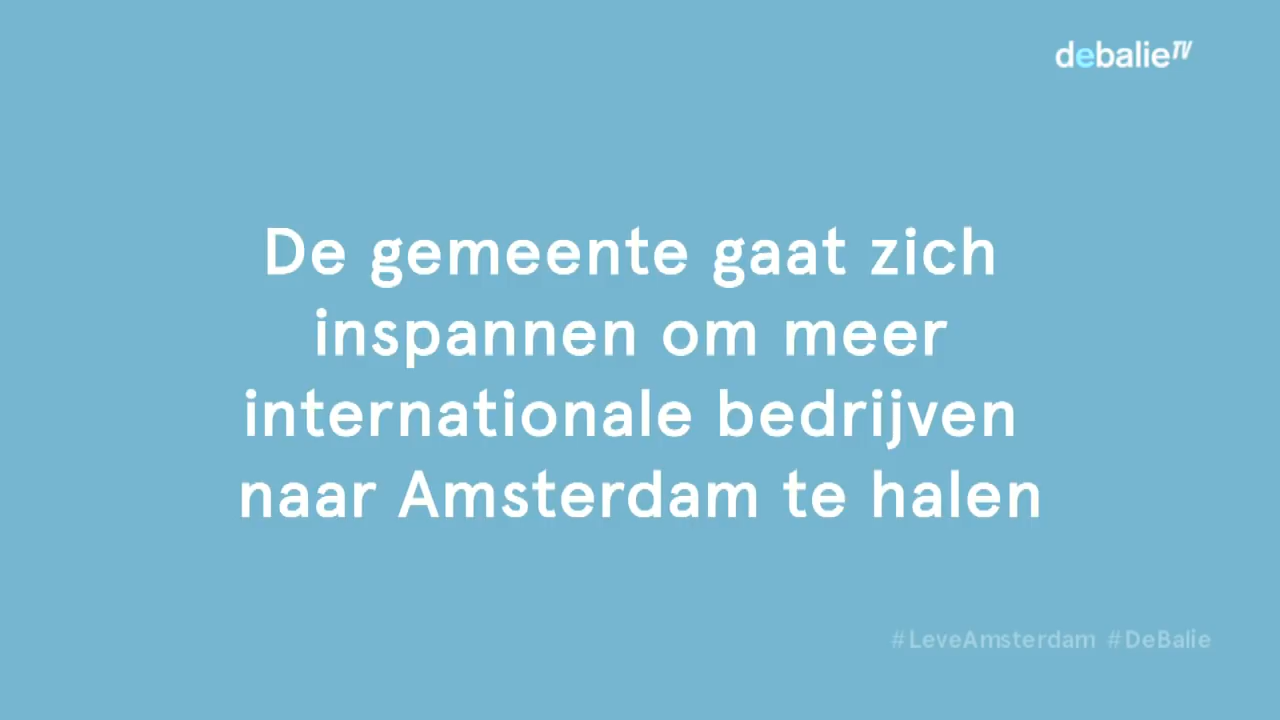 debalieTV
De gemeente gaat zich
inspannen om meer
internationale bedrijven
naar Amsterdam te halen
#LeveAmsterdam #DeBalie